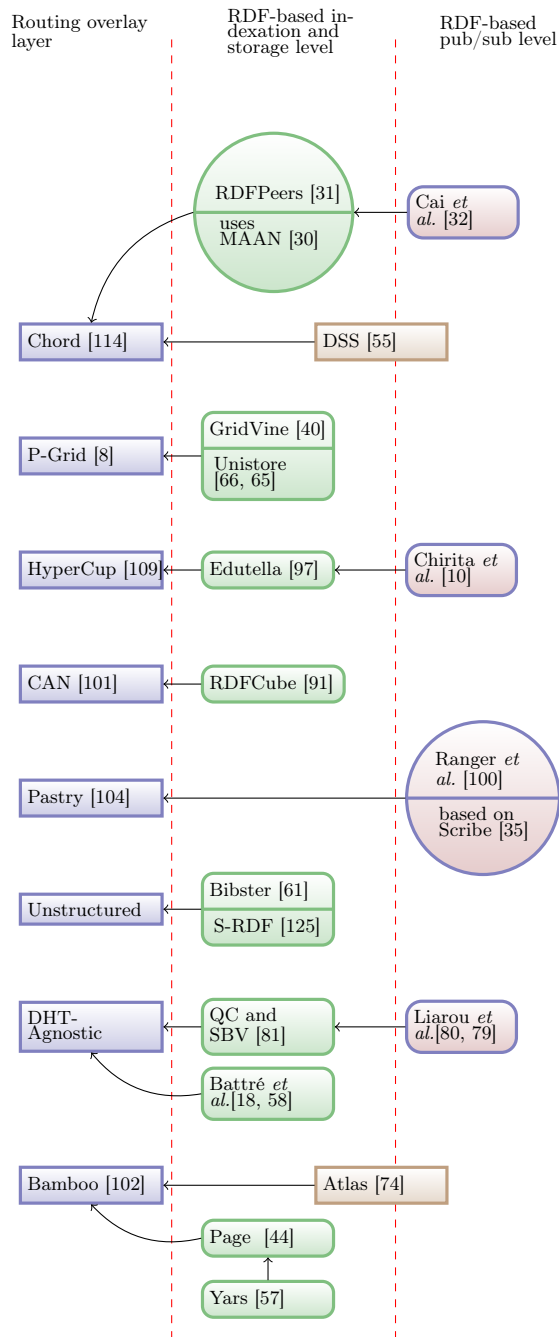 Routing overlay
layer
RDF-based in-
dexation and
storage level
RDF-based
pub/sub level
RDFPeers [31]
uses
MAAN [30]
Cai et
al. [32]
Chord [114]
DSS [55]
P-Grid [8]
GridVine [40]
Unistore
[66, 65]
HyperCup [109]
Edutella [97]
Chirita et
al. [10]
CAN [101]
RDFCube [91]
Pastry [104]
Ranger et
al. [100]
based on
Scribe [35]
Unstructured
Bibster [61]
S-RDF [125]
DHT-
Agnostic
QC and
SBV [81]
Liarou et
al.[80, 79]
Battré et
al.[18, 58]
Bamboo [102]
Atlas [74]
Page [44]
Yars [57]